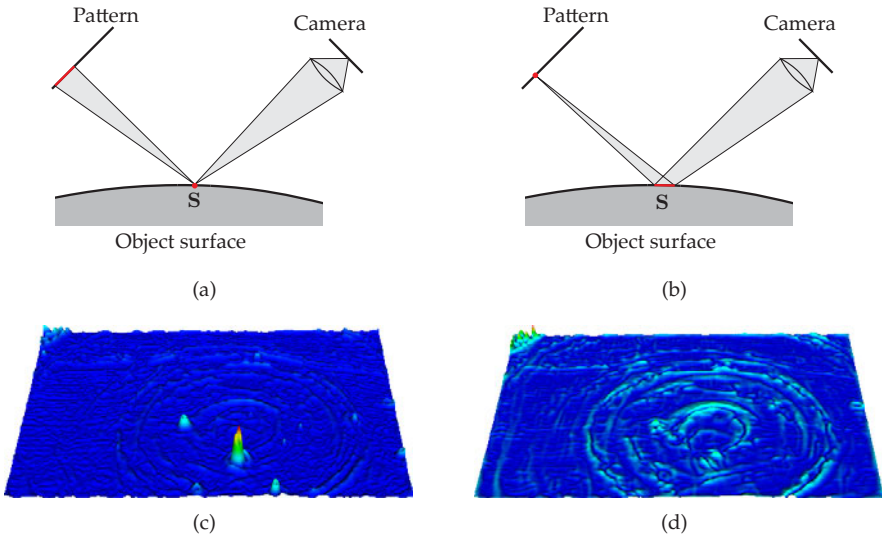 Pattern
Camera
S
Object surface
(a)
Pattern
Camera
S
Object surface
(b)
(c)
(d)